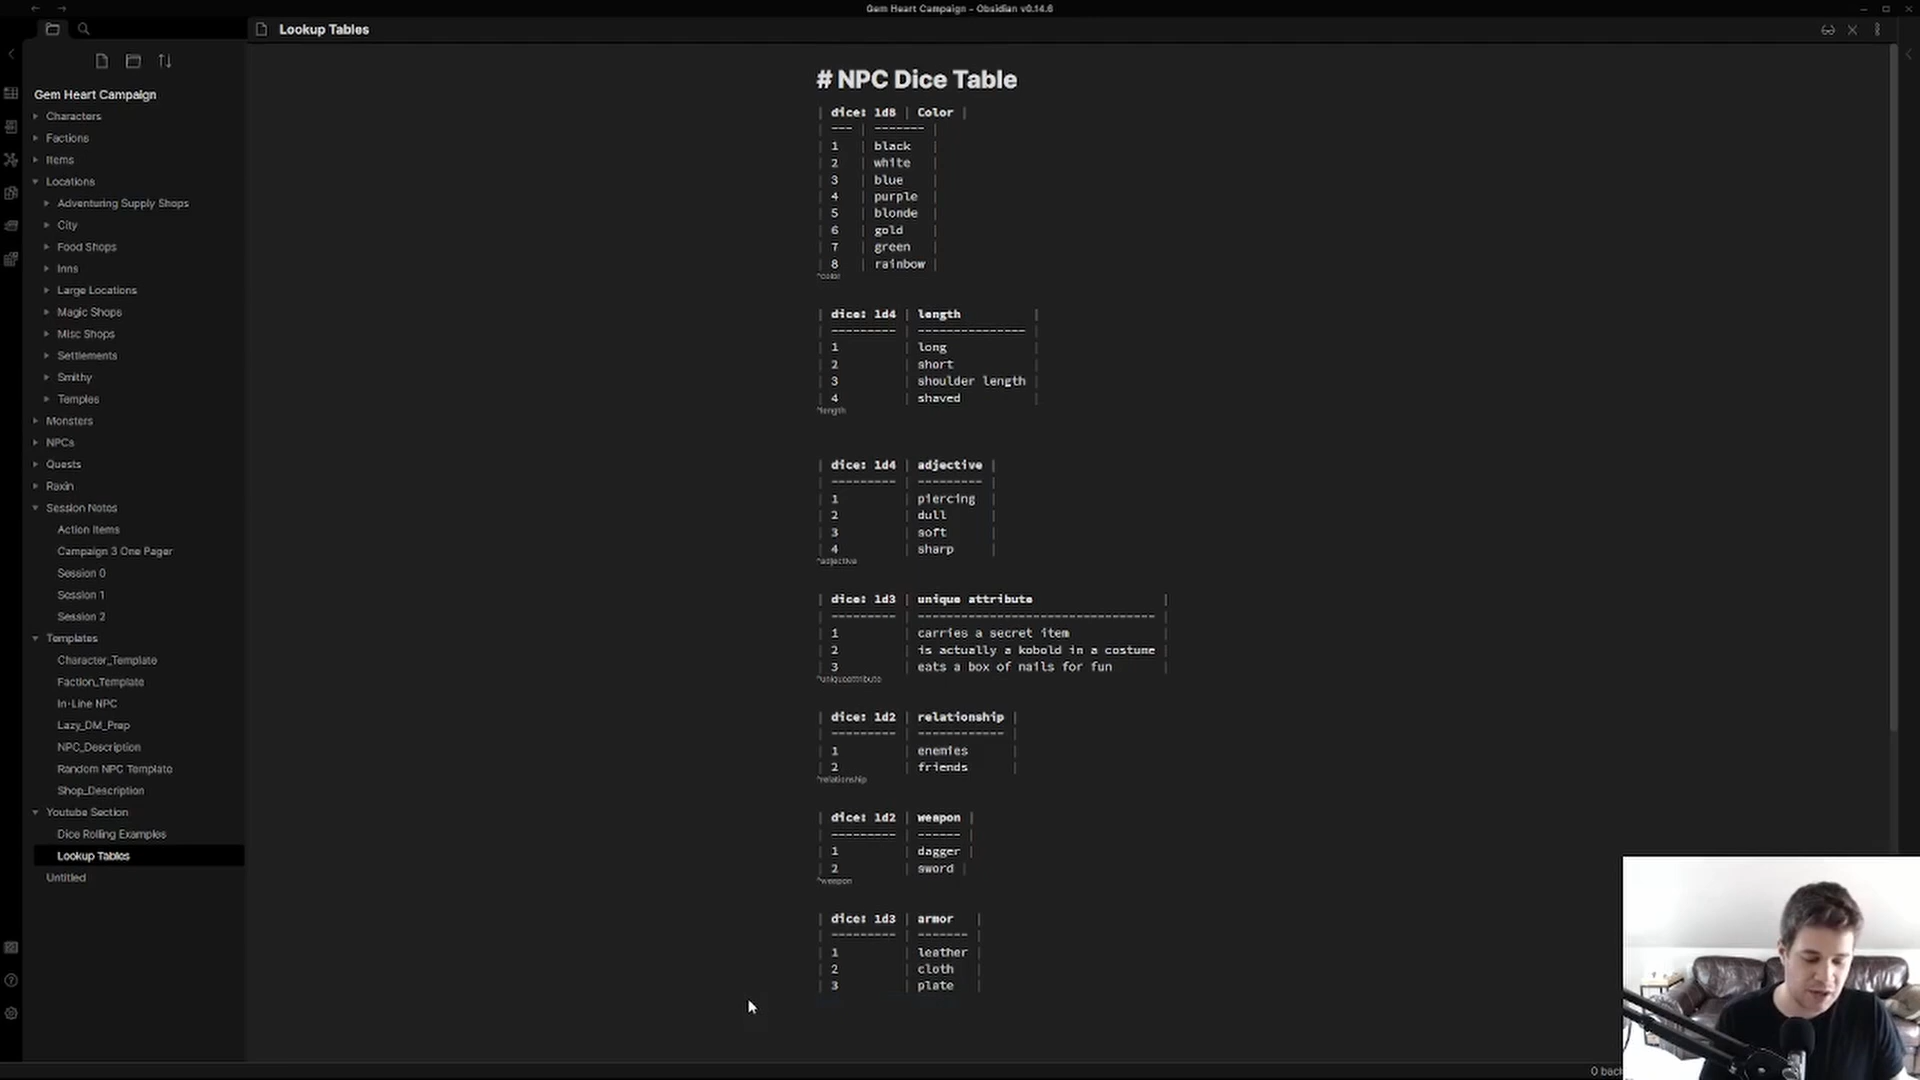 Gem Heart Campaign - Obsidian v0.14.6
Lookup Tables
Gem Heart Campaign
Characters
Factions
Items
Locations
Adventuring Supply Shops
City
Food Shops
Inns
Large Locations
Magic Shops
Misc Shops
Settlements
Smithy
Temples
Monsters
NPCs
Quests
Raxin
Session Notes
Action Items
Campaign 3 One Pager
Session 0
Session 1
Session 2
Templates
Character_Template
Faction_Template
In-Line NPC
Lazy_DM_Prep
NPC_Description
Random NPC Template
Shop_Description
Youtube Section
Dice Rolling Examples
Lookup Tables
Untitled
# NPC Dice Table
| dice: 1d8 | Color |
| --- | ------- |
| 1 | black |
| 2 | white |
| 3 | blue |
| 4 | purple |
| 5 | blonde |
| 6 | gold |
| 7 | green |
| 8 | rainbow |
^color
| dice: 1d4 | length |
| --------- | --------------- |
| 1 | long |
| 2 | short |
| 3 | shoulder length |
| 4 | shaved |
^length
| dice: 1d4 | adjective |
| --------- | --------- |
| 1 | piercing |
| 2 | dull |
| 3 | soft |
| 4 | sharp |
^adjective
| dice: 1d3 | unique attribute |
| --------- | --------------------------------- |
| 1 | carries a secret item |
| 2 | is actually a kobold in a costume |
| 3 | eats a box of nails for fun |
^uniqueattribute
| dice: 1d2 | relationship |
| --------- | ------------ |
| 1 | enemies |
| 2 | friends |
^relationship
| dice: 1d2 | weapon |
| --------- | ------ |
| 1 | dagger |
| 2 | sword |
^weapon
| dice: 1d3 | armor |
| --------- | ------- |
| 1 | leather |
| 2 | cloth |
| 3 | plate |
0 back